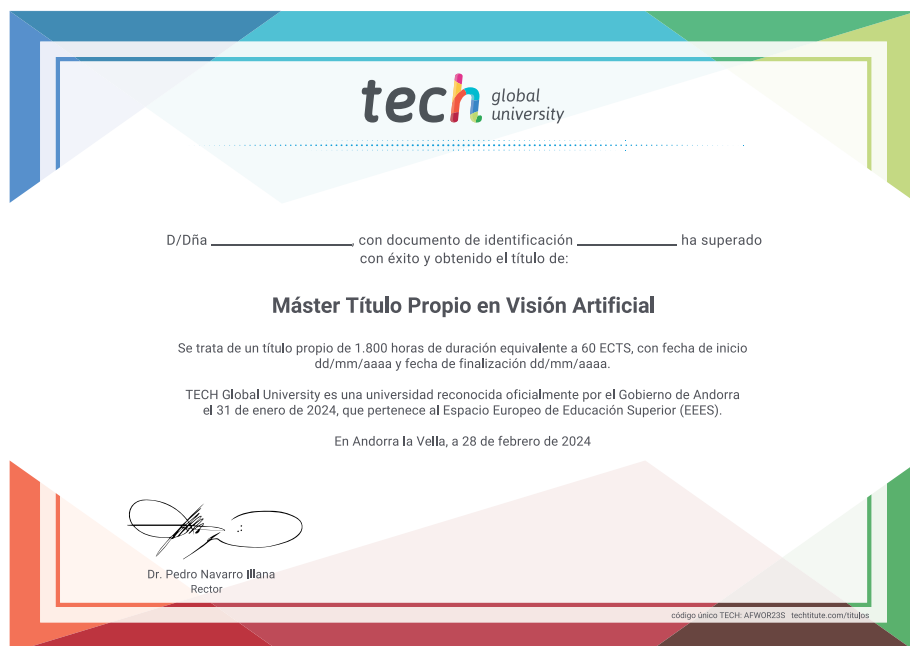 tech global
university
D/Dña ____________________, con documento de identificación ______________ ha superado
con éxito y obtenido el título de:
Máster Título Propio en Visión Artificial
Se trata de un título propio de 1.800 horas de duración equivalente a 60 ECTS, con fecha de inicio
dd/mm/aaaa y fecha de finalización dd/mm/aaaa.
TECH Global University es una universidad reconocida oficialmente por el Gobierno de Andorra
el 31 de enero de 2024, que pertenece al Espacio Europeo de Educación Superior (EEES).
En Andorra la Vella, a 28 de febrero de 2024
Dr. Pedro Navarro Illana
Rector
código único TECH: AFWOR23S techtitute.com/titulos